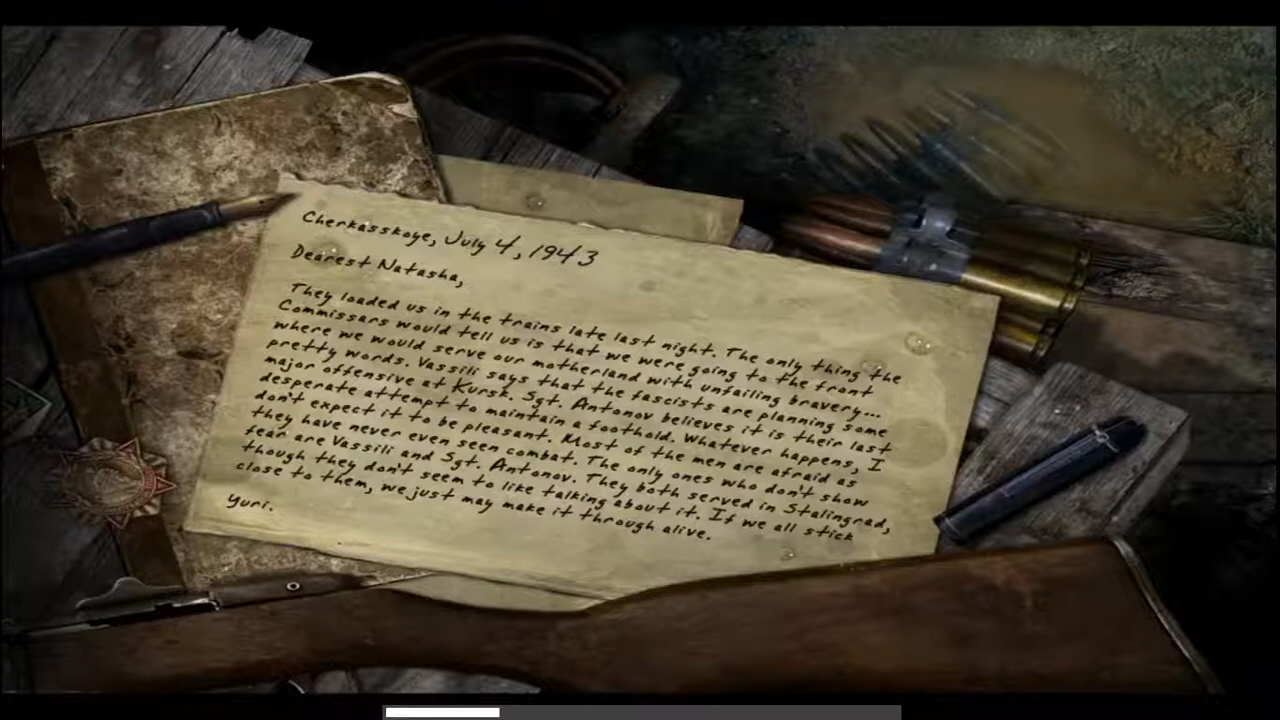 Cherkasskoye, July 4, 1943
Dearest Natasha,
They loaded us in the trains late last night. The only thing the
Commissars would tell us is that we were going to the front
where we would serve our motherland with unfailing bravery...
pretty words. Vassili says that the fascists are planning some
major offensive at Kursk. Sgt. Antonov believes it is their last
desperate attempt to maintain a foothold. Whatever happens, I
don't expect it to be pleasant. Most of the men are afraid as
they have never even seen combat. The only ones who don't show
fear are Vassili and Sgt. Antonov. They both served in Stalingrad,
though they don't seem to like talking about it. If we all stick
close to them, we just may make it through alive.
Yuri.